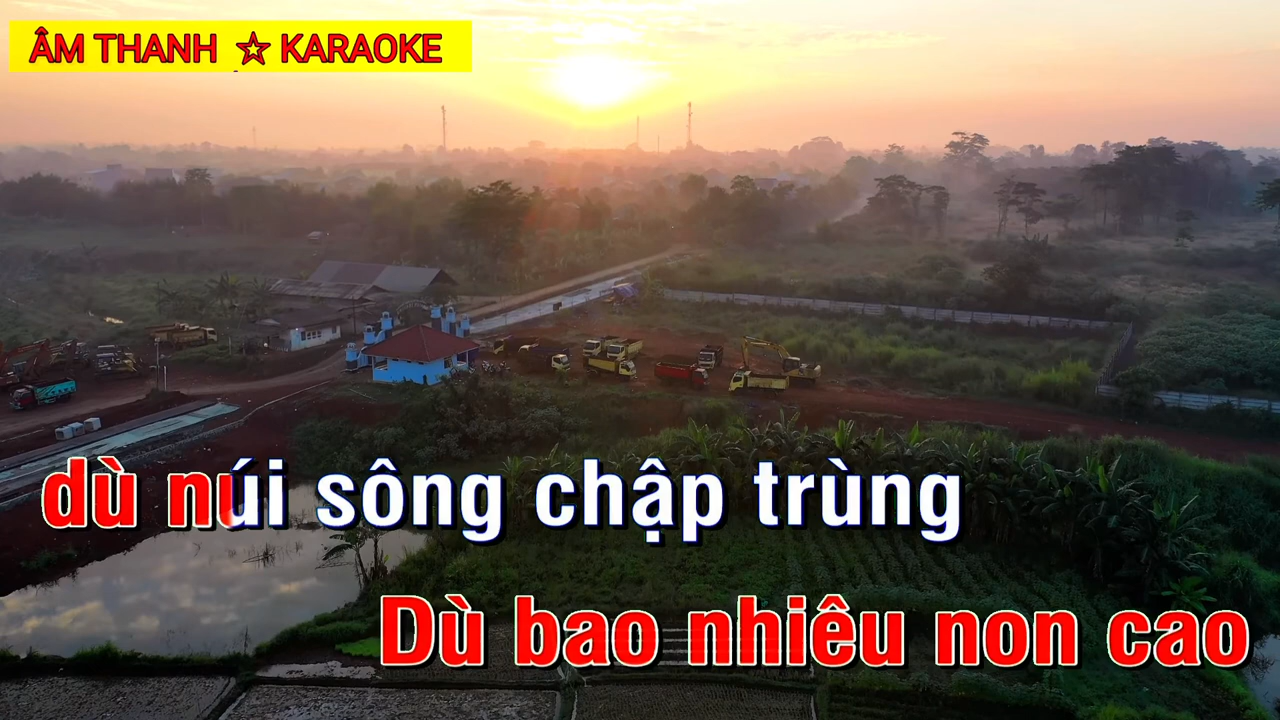 ÂM THANH ☆ KARAOKE
dù núi sông chập trùng
Dù bao nhiêu non cao